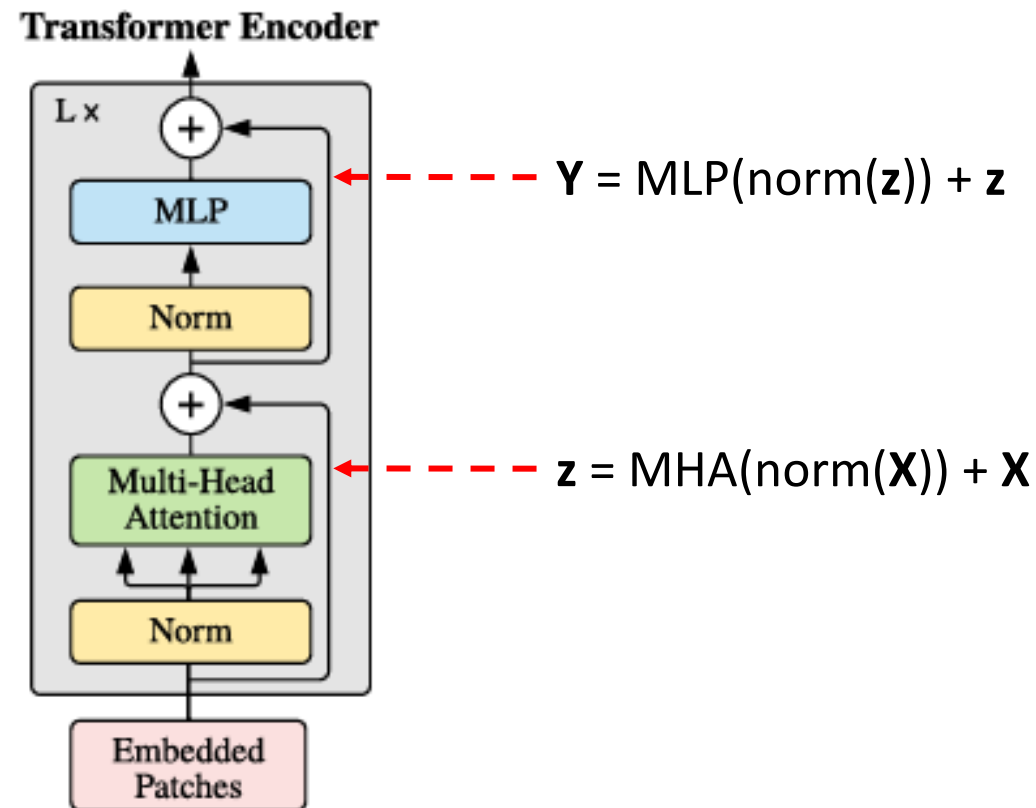 Transformer Encoder
L ×
+
Y = MLP(norm(z)) + z
MLP
Norm
+
z = MHA(norm(X)) + X
Multi-Head
Attention
Norm
Embedded
Patches